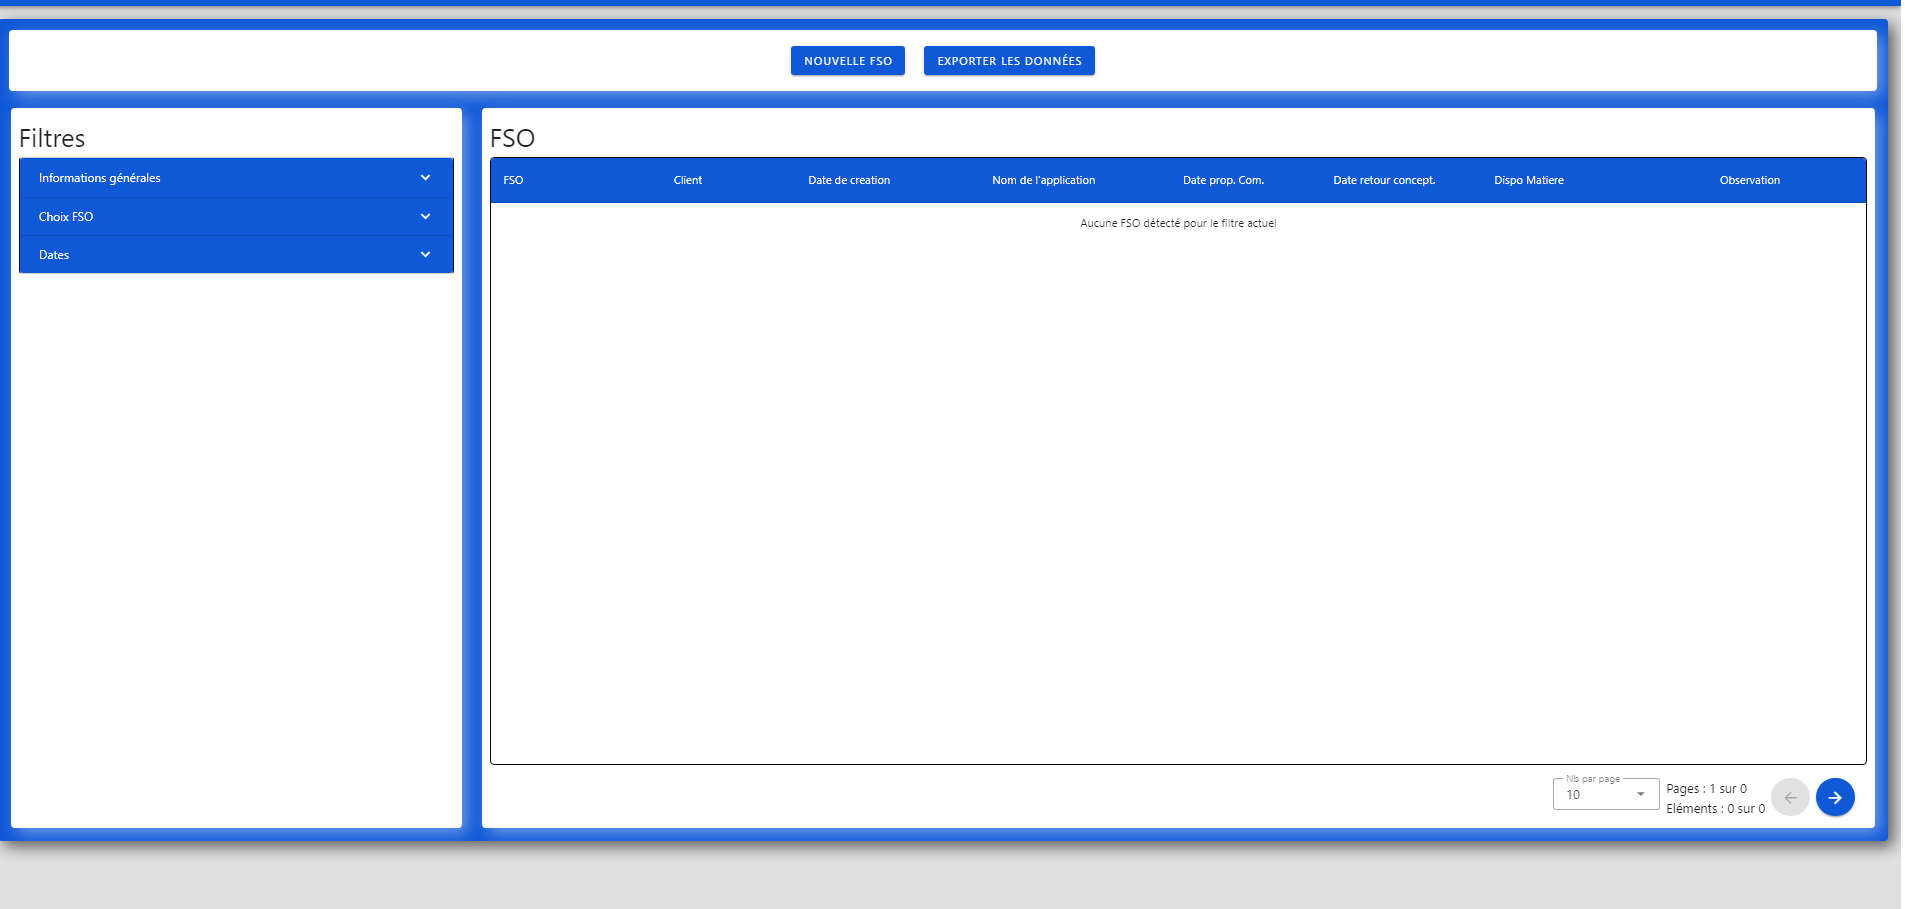 NOUVELLE FSO
EXPORTER LES DONNÉES
Filtres
Informations générales
Choix FSO
Dates
FSO
FSO Client Date de creation Nom de l'application Date prop. Com. Date retour concept. Dispo Matiere Observation
Aucune FSO détecté pour le filtre actuel
Nb par page
10
Pages : 1 sur 0
Eléments : 0 sur 0